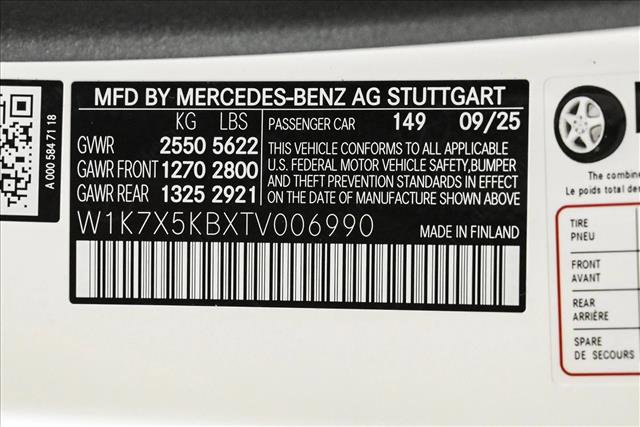 A 000 584 71 18
MFD BY MERCEDES-BENZ AG STUTTGART
KG LBS PASSENGER CAR 149 09/25
GVWR 2550 5622
GAWR FRONT 1270 2800
GAWR REAR 1325 2921
THIS VEHICLE CONFORMS TO ALL APPLICABLE
U.S. FEDERAL MOTOR VEHICLE SAFETY,BUMPER
AND THEFT PREVENTION STANDARDS IN EFFECT
ON THE DATE OF MANUFACTURE SHOWN ABOVE
W1K7X5KBXTV006990 MADE IN FINLAND
The combined
Le poids total des
TIRE
PNEU
FRONT
AVANT
REAR
ARRIÈRE
SPARE
DE SECOURS